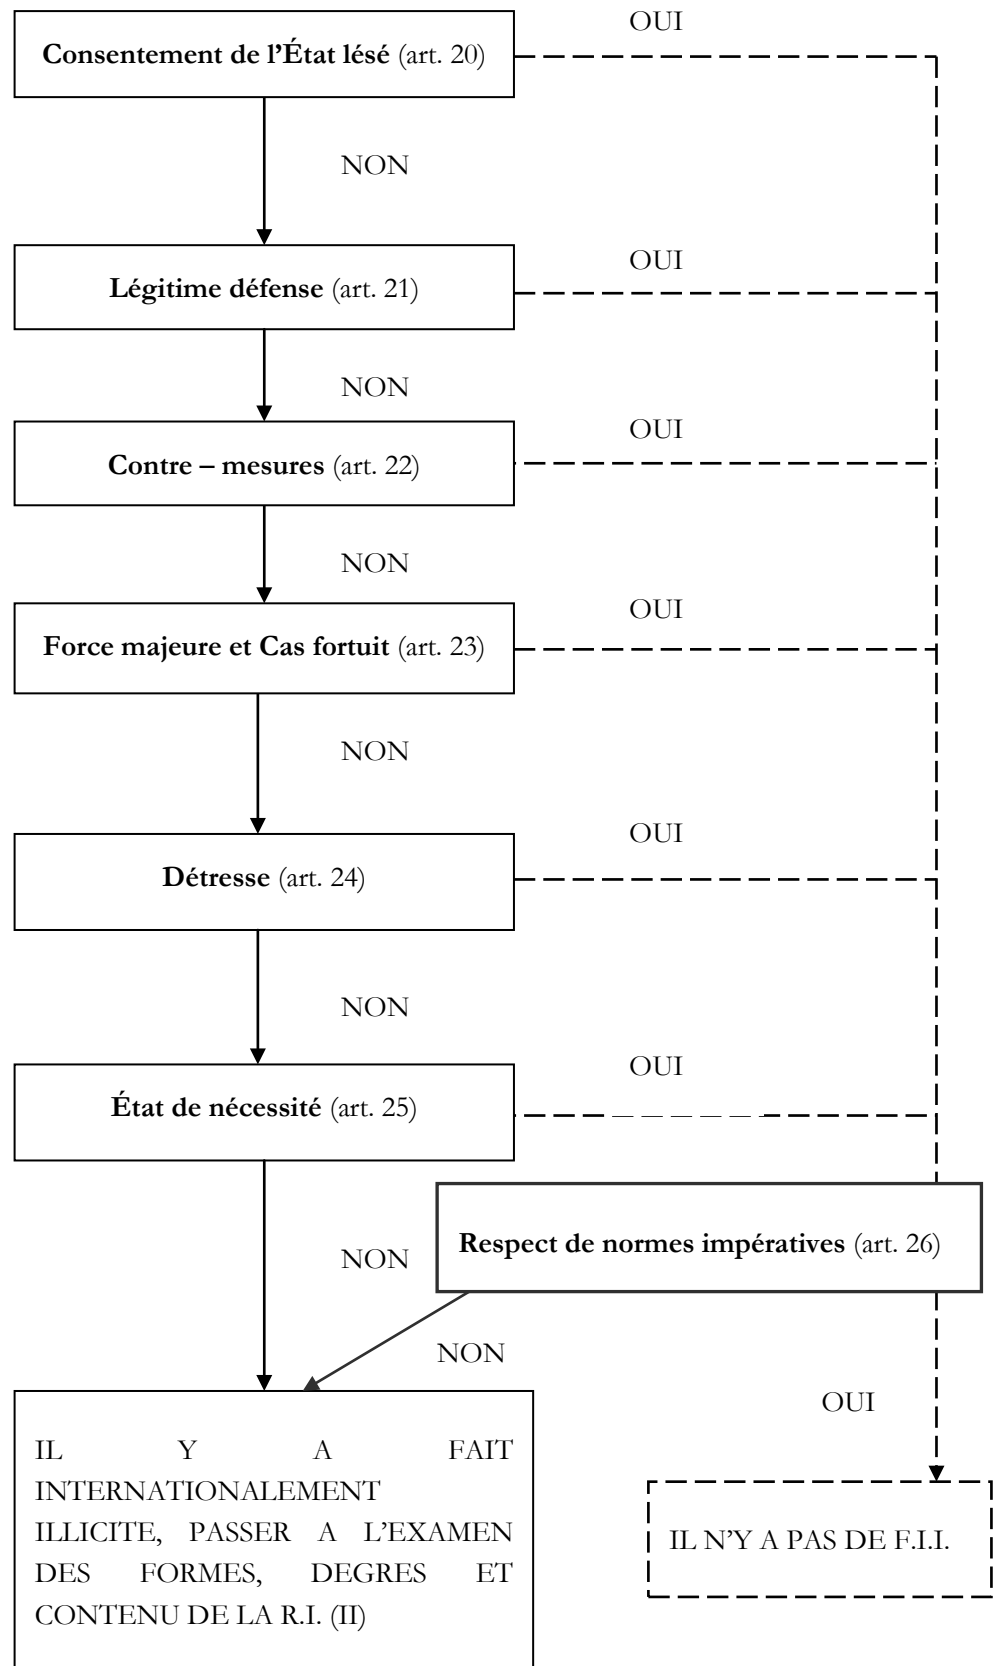 OUI
Consentement de l’État lésé (art. 20)
NON
OUI
Légitime défense (art. 21)
NON
OUI
Contre – mesures (art. 22)
NON
OUI
Force majeure et Cas fortuit (art. 23)
NON
OUI
Détresse (art. 24)
NON
OUI
État de nécessité (art. 25)
NON
Respect de normes impératives (art. 26)
NON
OUI
IL Y A FAIT
INTERNATIONALEMENT
ILLICITE, PASSER A L’EXAMEN
DES FORMES, DEGRES ET
CONTENU DE LA R.I. (II)
IL N’Y A PAS DE F.I.I.